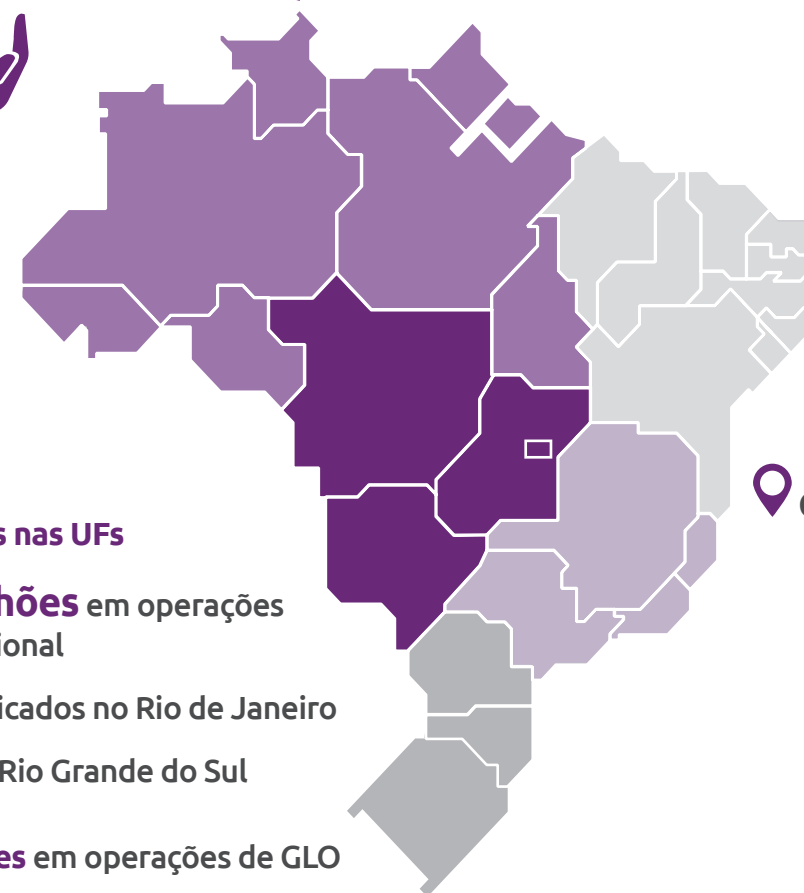 s nas UFs
hões em operações
ional
icados no Rio de Janeiro
Rio Grande do Sul
es em operações de GLO